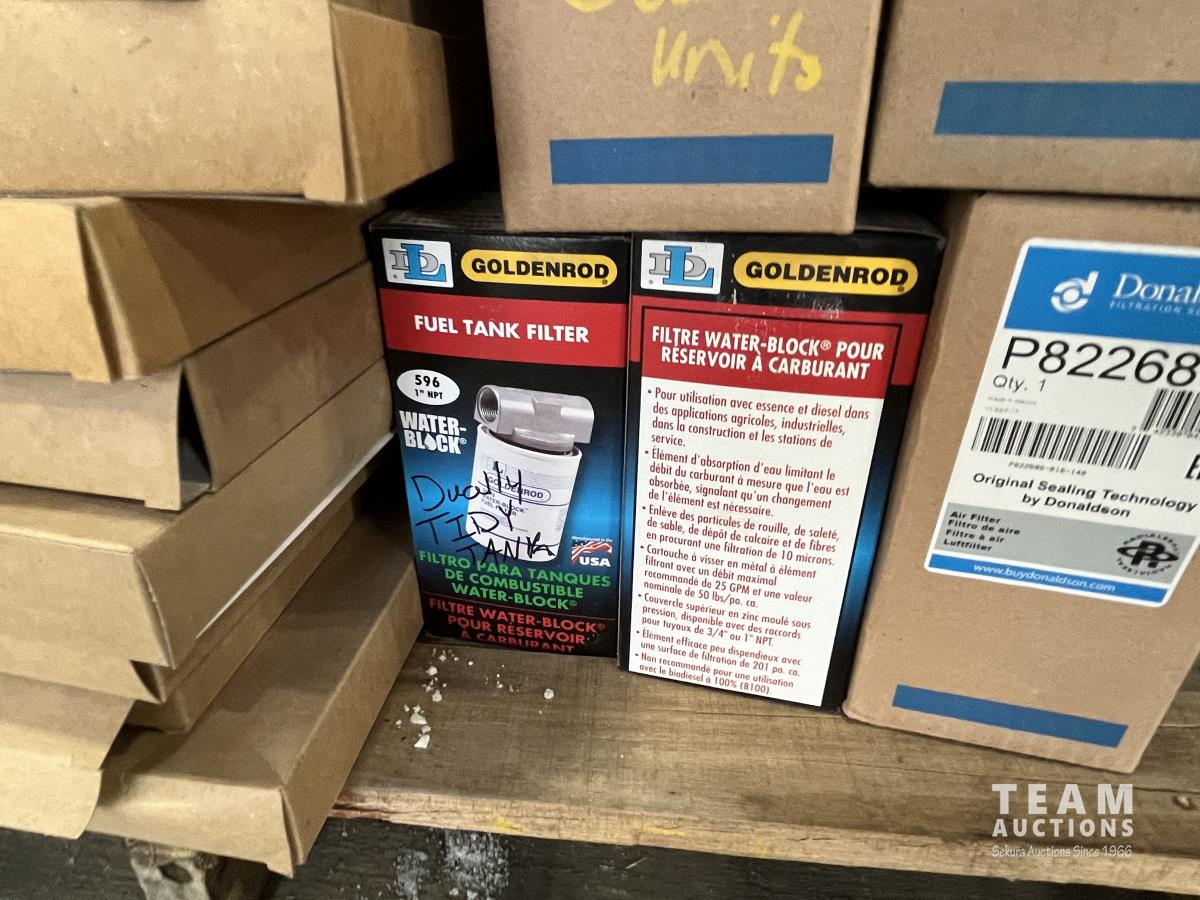 units
DL
GOLDENROD®
FUEL TANK FILTER
596
1" NPT
WATER-
BLOCK®
GOLDENROD
Dually
TIDY
TANK
Manufactured in the
USA
FILTRO PARA TANQUES
DE COMBUSTIBLE
WATER-BLOCK®
FILTRE WATER-BLOCK®
POUR RÉSERVOIR
À CARBURANT
DL
GOLDENROD®
FILTRE WATER-BLOCK® POUR
RÉSERVOIR À CARBURANT
• Pour utilisation avec essence et diesel dans
des applications agricoles, industrielles,
dans la construction et les stations de
service.
• Élément d'absorption d'eau limitant le
débit du carburant à mesure que l'eau est
absorbée, signalant qu'un changement
de l'élément est nécessaire.
• Enlève des particules de rouille, de saleté,
de sable, de dépôt de calcaire et de fibres
en procurant une filtration de 10 microns.
• Cartouche à visser en métal à élément
filtrant avec un débit maximal
recommandé de 25 GPM et une valeur
nominale de 50 lbs/po. ca.
• Couvercle supérieur en zinc moulé sous
pression, disponible avec des raccords
pour tuyaux de 3/4" ou 1" NPT.
• Élément efficace peu dispendieux avec
une surface de filtration de 201 po. ca.
• Non recommandé pour une utilisation
avec le biodiesel à 100% (B100).
Donal
FILTRATION
P82268
Qty. 1
Original Sealing Technology
by Donaldson
Air Filter
Filtro de aire
Filtre à air
Luftfilter
www.buydonaldson.com
TEAM
AUCTIONS
Sekura Auctions Since 1966